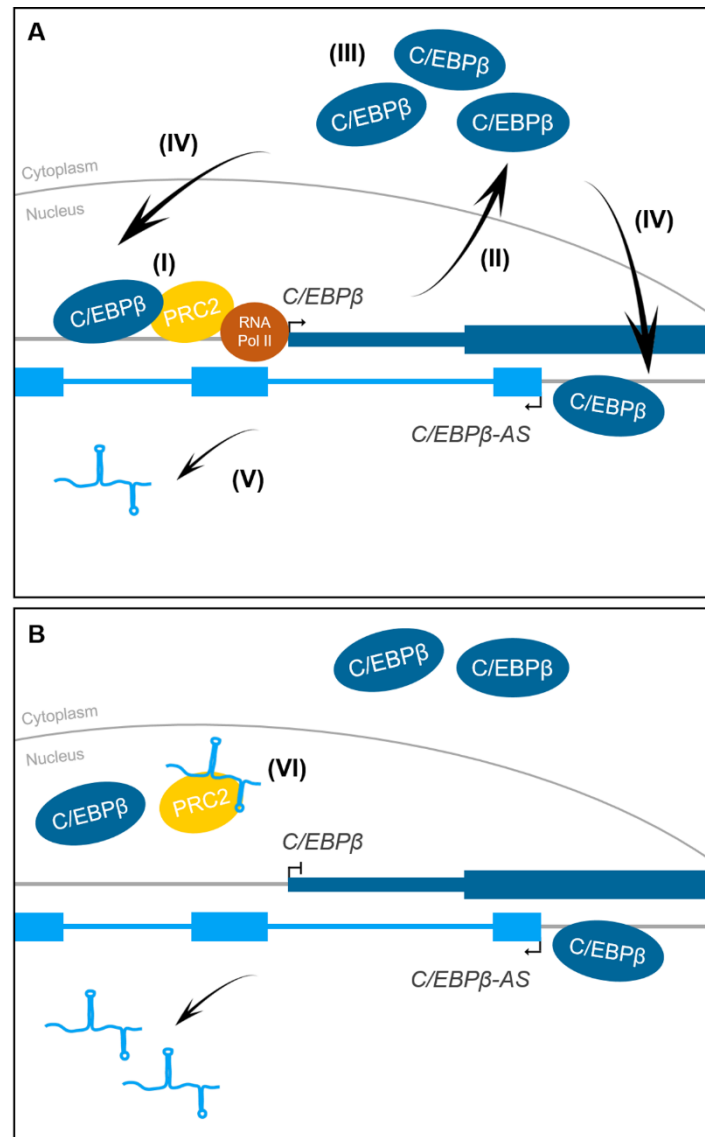 A
(III)
C/EBPβ
C/EBPβ
C/EBPβ
(IV)
Cytoplasm
Nucleus
(IV)
(I)
(II)
C/EBPβ
PRC2
RNA
Pol II
C/EBPβ
C/EBPβ
C/EBPβ-AS
(V)
B
C/EBPβ
C/EBPβ
Cytoplasm
Nucleus
(VI)
C/EBPβ
PRC2
C/EBPβ
C/EBPβ
C/EBPβ-AS